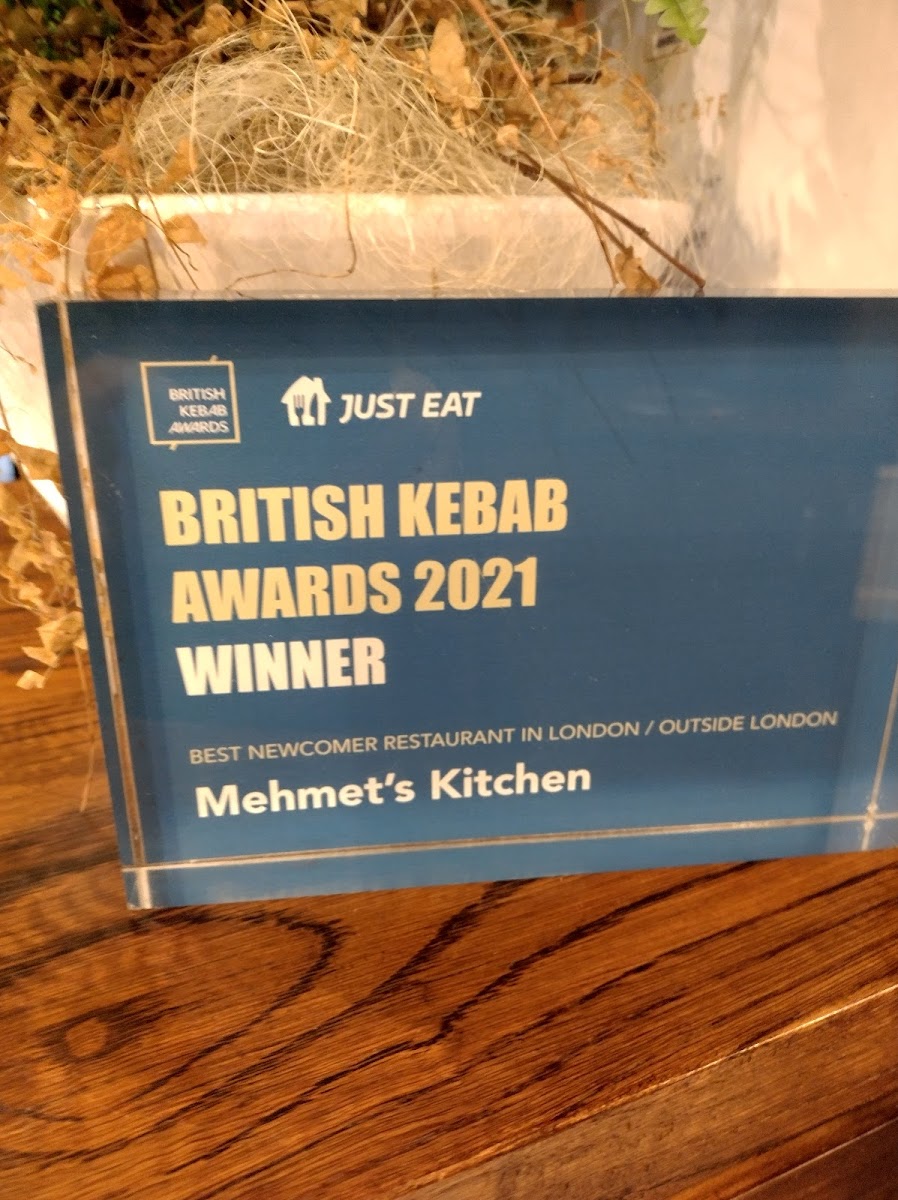 BRITISH
KEBAB
AWARDS
JUST EAT
BRITISH KEBAB
AWARDS 2021
WINNER
BEST NEWCOMER RESTAURANT IN LONDON / OUTSIDE LONDON
Mehmet's Kitchen